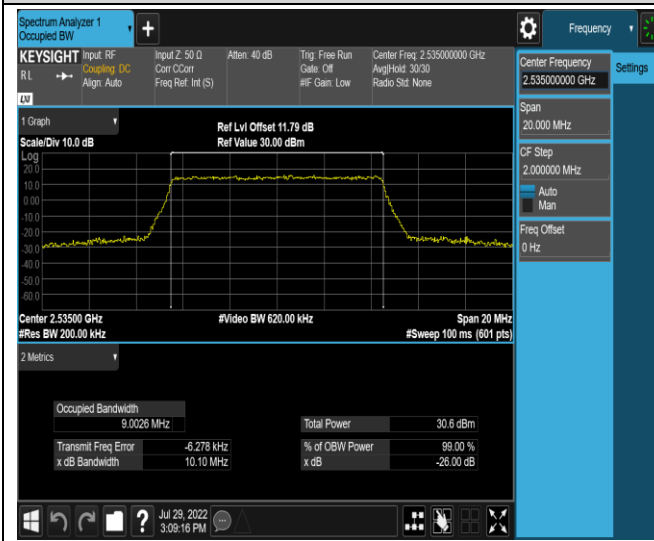 Spectrum Analyzer 1
Occupied BW
Frequency
KEYSIGHT Input: RF Input Z: 50 Ω Atten: 40 dB Trig: Free Run Center Freq: 2.535000000 GHz
RL Coupling: DC Corr CCorr Gate: Off Avg|Hold: 30/30
Align: Auto Freq Ref: Int (S) #IF Gain: Low Radio Std: None
LXI
Center Frequency
2.535000000 GHz
Settings
Span
20.000 MHz
CF Step
2.000000 MHz
Auto
Man
Freq Offset
0 Hz
1 Graph
Ref Lvl Offset 11.79 dB
Scale/Div 10.0 dB Ref Value 30.00 dBm
Log
20.0
10.0
0.00
-10.0
-20.0
-30.0
-40.0
-50.0
-60.0
Center 2.53500 GHz #Video BW 620.00 kHz Span 20 MHz
#Res BW 200.00 kHz #Sweep 100 ms (601 pts)
2 Metrics
Occupied Bandwidth
9.0026 MHz Total Power 30.6 dBm
Transmit Freq Error -6.278 kHz % of OBW Power 99.00 %
x dB Bandwidth 10.10 MHz x dB -26.00 dB
Jul 29, 2022
3:09:16 PM